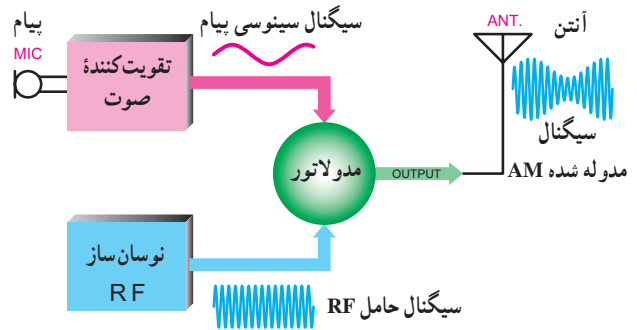 پیام
MIC
تقویت‌کنندهٔ
صوت
سیگنال سینوسی پیام
ANT.
آنتن
سیگنال
مدوله شده AM
مدولاتور
OUTPUT
نوسان‌ساز
RF
سیگنال حامل RF